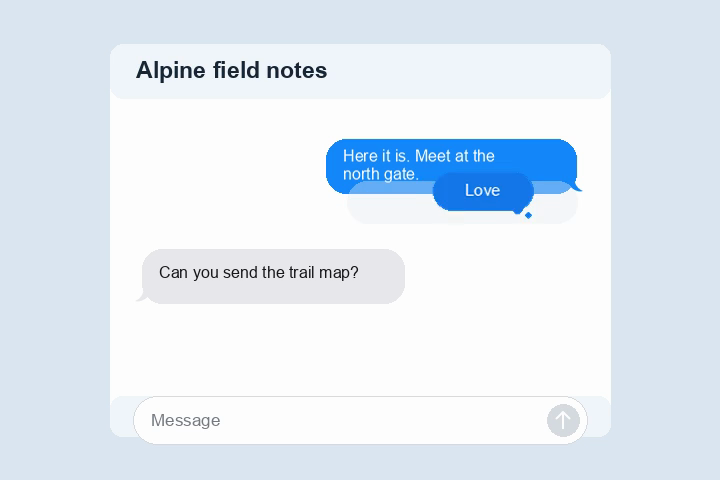 Alpine field notes
Here it is. Meet at the
north gate.
Love
Can you send the trail map?
Message